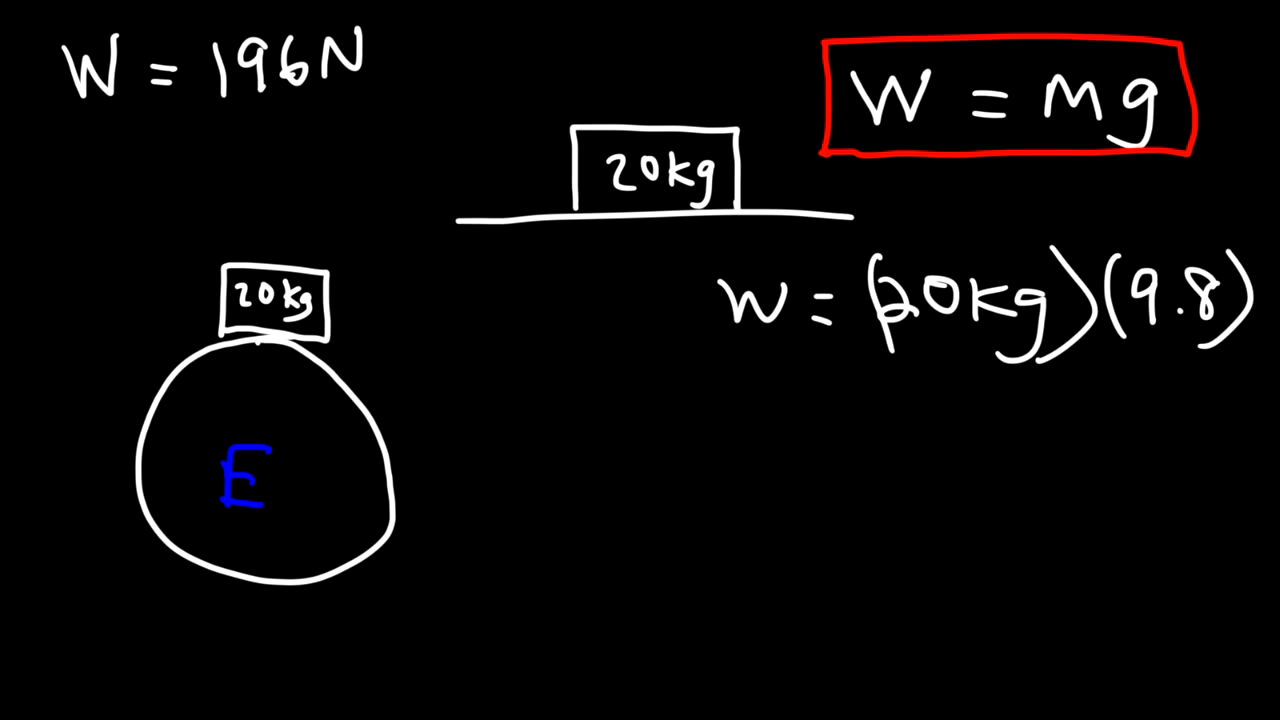 W = 196N
W = mg
20kg
20kg
W = (20kg)(9.8)
E